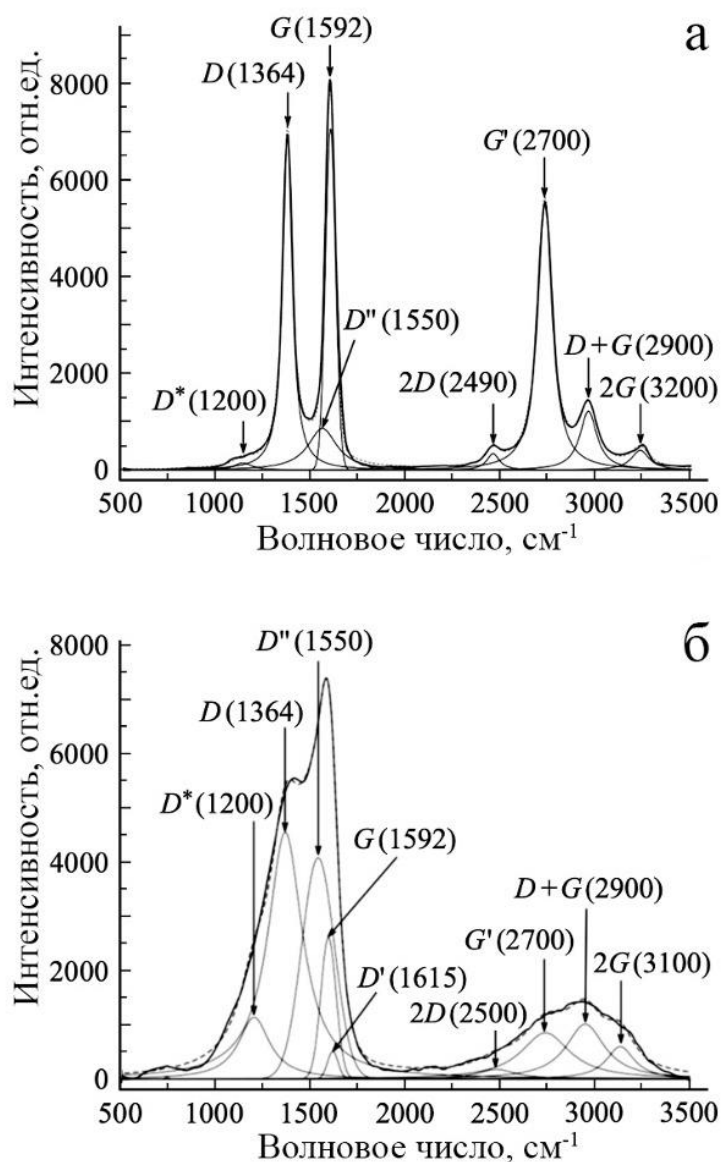 а
G (1592)
D (1364)
G' (2700)
D" (1550)
D + G (2900)
2D (2490)
2G (3200)
D* (1200)
8000
6000
4000
2000
0
Интенсивность, отн.ед.
500 1000 1500 2000 2500 3000 3500
Волновое число, см-1
б
D" (1550)
D (1364)
D* (1200)
G (1592)
D + G (2900)
G' (2700)
D' (1615)
2G (3100)
2D (2500)
8000
6000
4000
2000
0
Интенсивность, отн.ед.
500 1000 1500 2000 2500 3000 3500
Волновое число, см-1